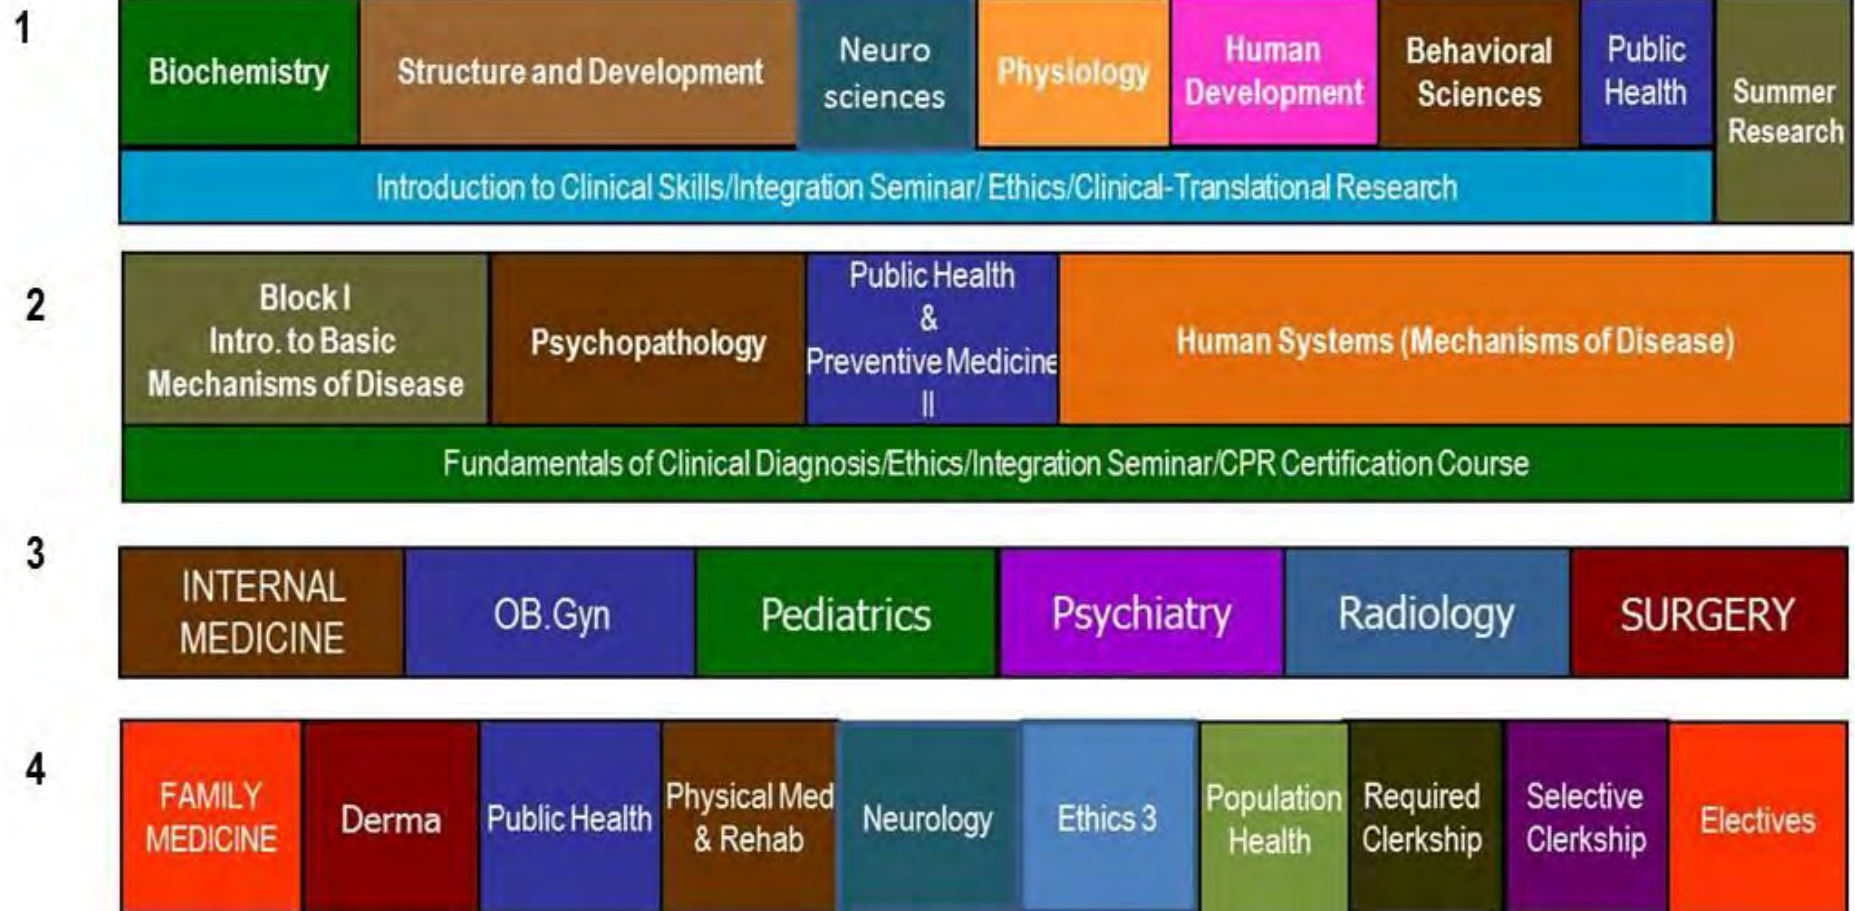 1
Biochemistry
Structure and Development
Neuro
sciences
Physiology
Human
Development
Behavioral
Sciences
Public
Health
Summer
Research
Introduction to Clinical Skills/Integration Seminar/ Ethics/Clinical-Translational Research
2
Block I
Intro. to Basic
Mechanisms of Disease
Psychopathology
Public Health
&
Preventive Medicine
II
Human Systems (Mechanisms of Disease)
Fundamentals of Clinical Diagnosis/Ethics/Integration Seminar/CPR Certification Course
3
INTERNAL
MEDICINE
OB.Gyn
Pediatrics
Psychiatry
Radiology
SURGERY
4
FAMILY
MEDICINE
Derma
Public Health
Physical Med
& Rehab
Neurology
Ethics 3
Population
Health
Required
Clerkship
Selective
Clerkship
Electives